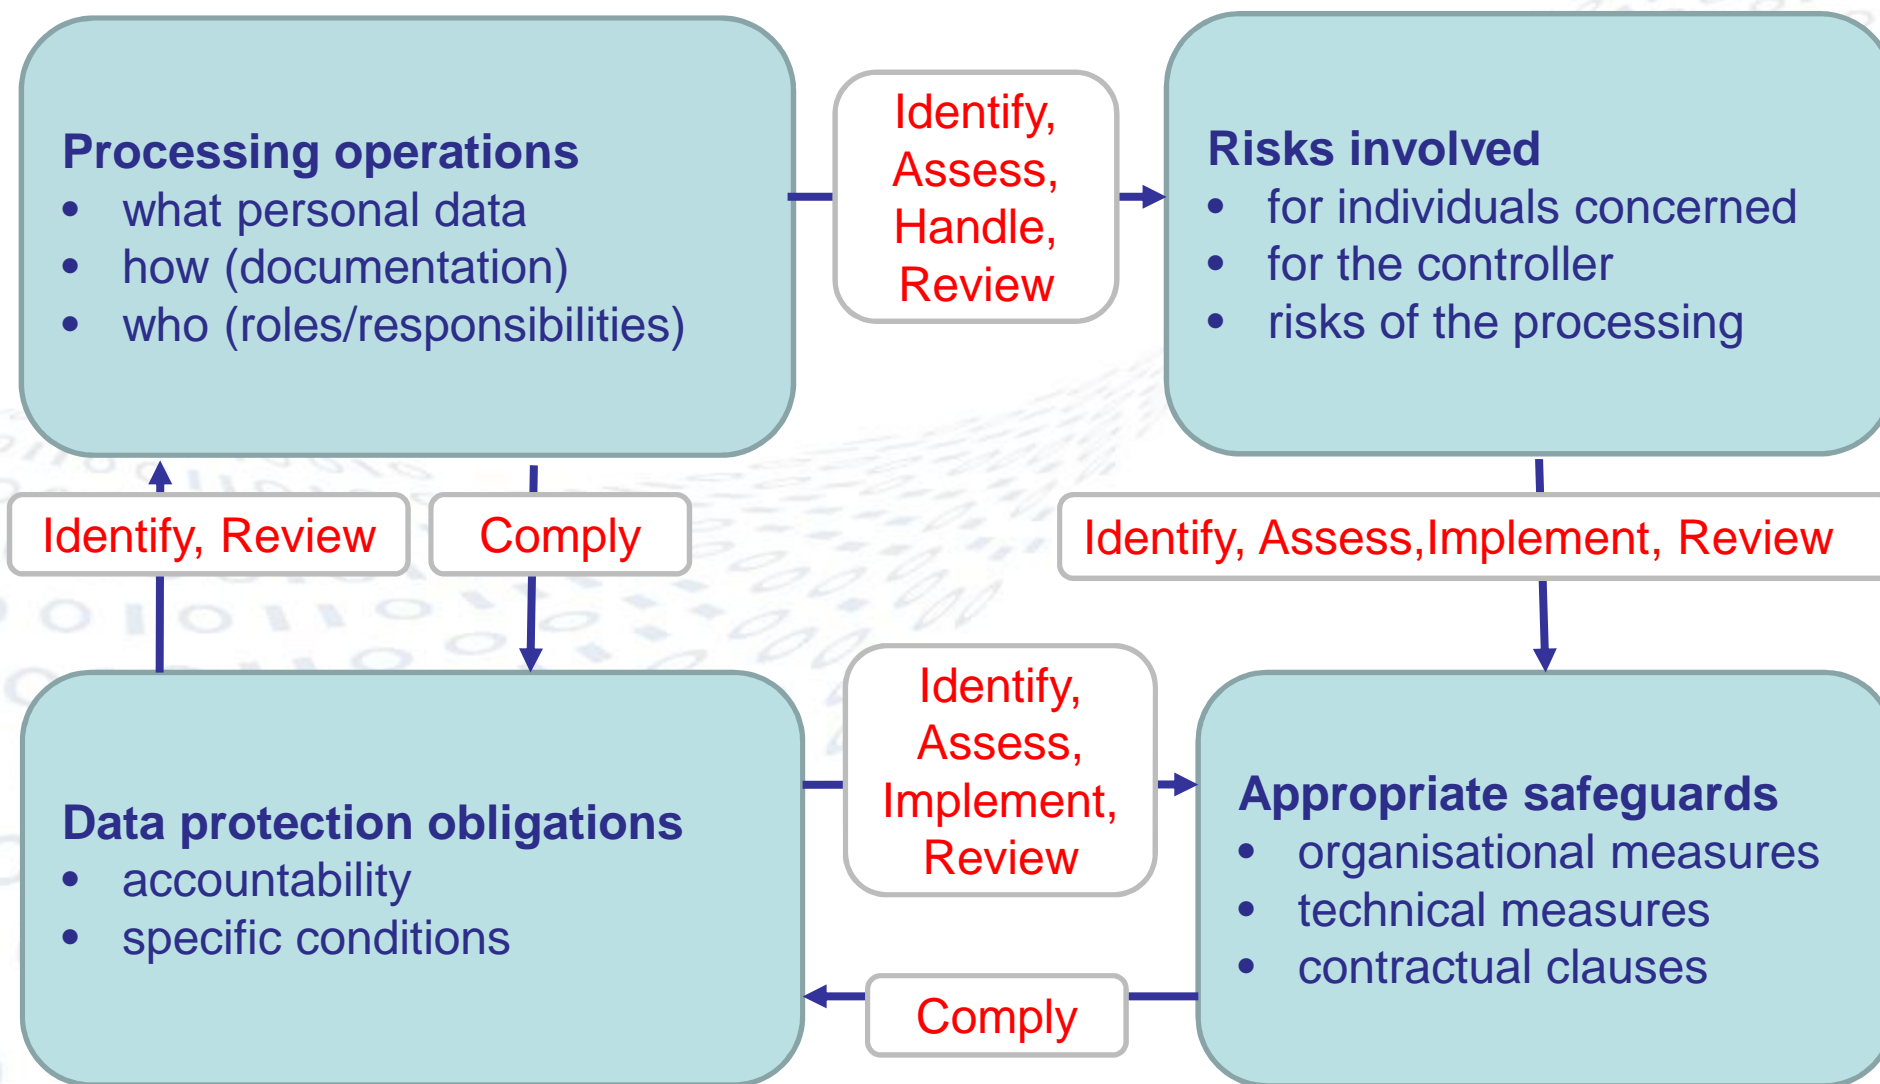 Processing operations
• what personal data
• how (documentation)
• who (roles/responsibilities)
Identify,
Assess,
Handle,
Review
Risks involved
• for individuals concerned
• for the controller
• risks of the processing
Identify, Review
Comply
Identify, Assess,Implement, Review
Data protection obligations
• accountability
• specific conditions
Identify,
Assess,
Implement,
Review
Appropriate safeguards
• organisational measures
• technical measures
• contractual clauses
Comply